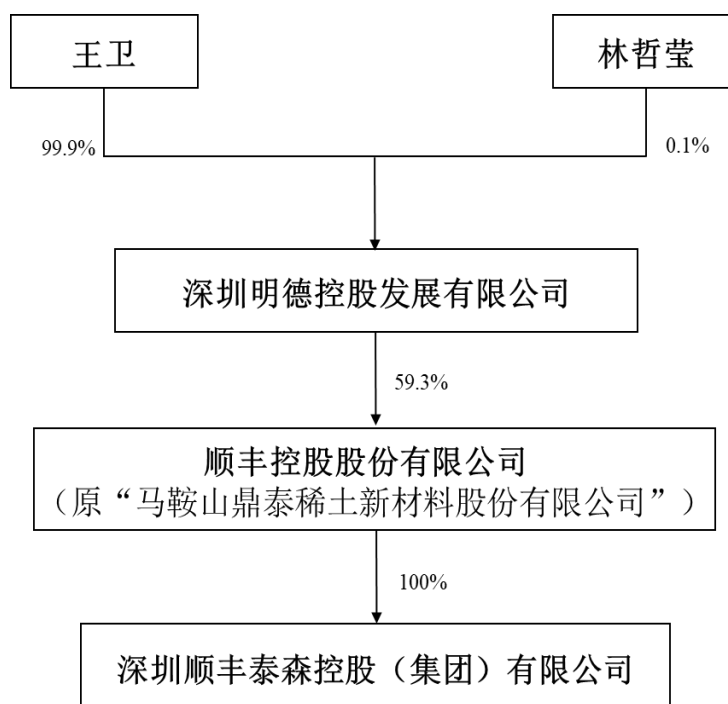 王卫
林哲莹
99.9%
0.1%
深圳明德控股发展有限公司
59.3%
顺丰控股股份有限公司
（原“马鞍山鼎泰稀土新材料股份有限公司”）
100%
深圳顺丰泰森控股（集团）有限公司